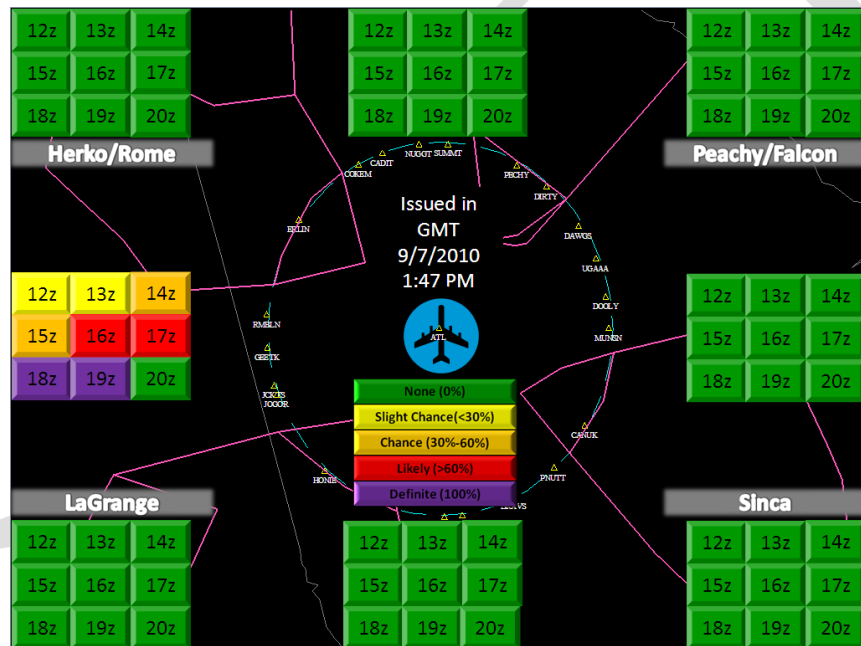 12z 13z 14z
15z 16z 17z
18z 19z 20z
12z 13z 14z
15z 16z 17z
18z 19z 20z
12z 13z 14z
15z 16z 17z
18z 19z 20z
Herko/Rome
Peachy/Falcon
NUGGT SUMMT
CADIT
COKEM
PECHY
DIRTY
ERLIN
DAWGS
UGAAA
DOOLY
MUNSN
Issued in
GMT
9/7/2010
1:47 PM
ATL
12z 13z 14z
15z 16z 17z
18z 19z 20z
RMBLN
GEETK
JCKTS
JOGOR
HONIE
12z 13z 14z
15z 16z 17z
18z 19z 20z
None (0%)
Slight Chance(<30%)
Chance (30%-60%)
Likely (>60%)
Definite (100%)
CANUK
PNUTT
LaGrange
Sinca
12z 13z 14z
15z 16z 17z
18z 19z 20z
12z 13z 14z
15z 16z 17z
18z 19z 20z
12z 13z 14z
15z 16z 17z
18z 19z 20z